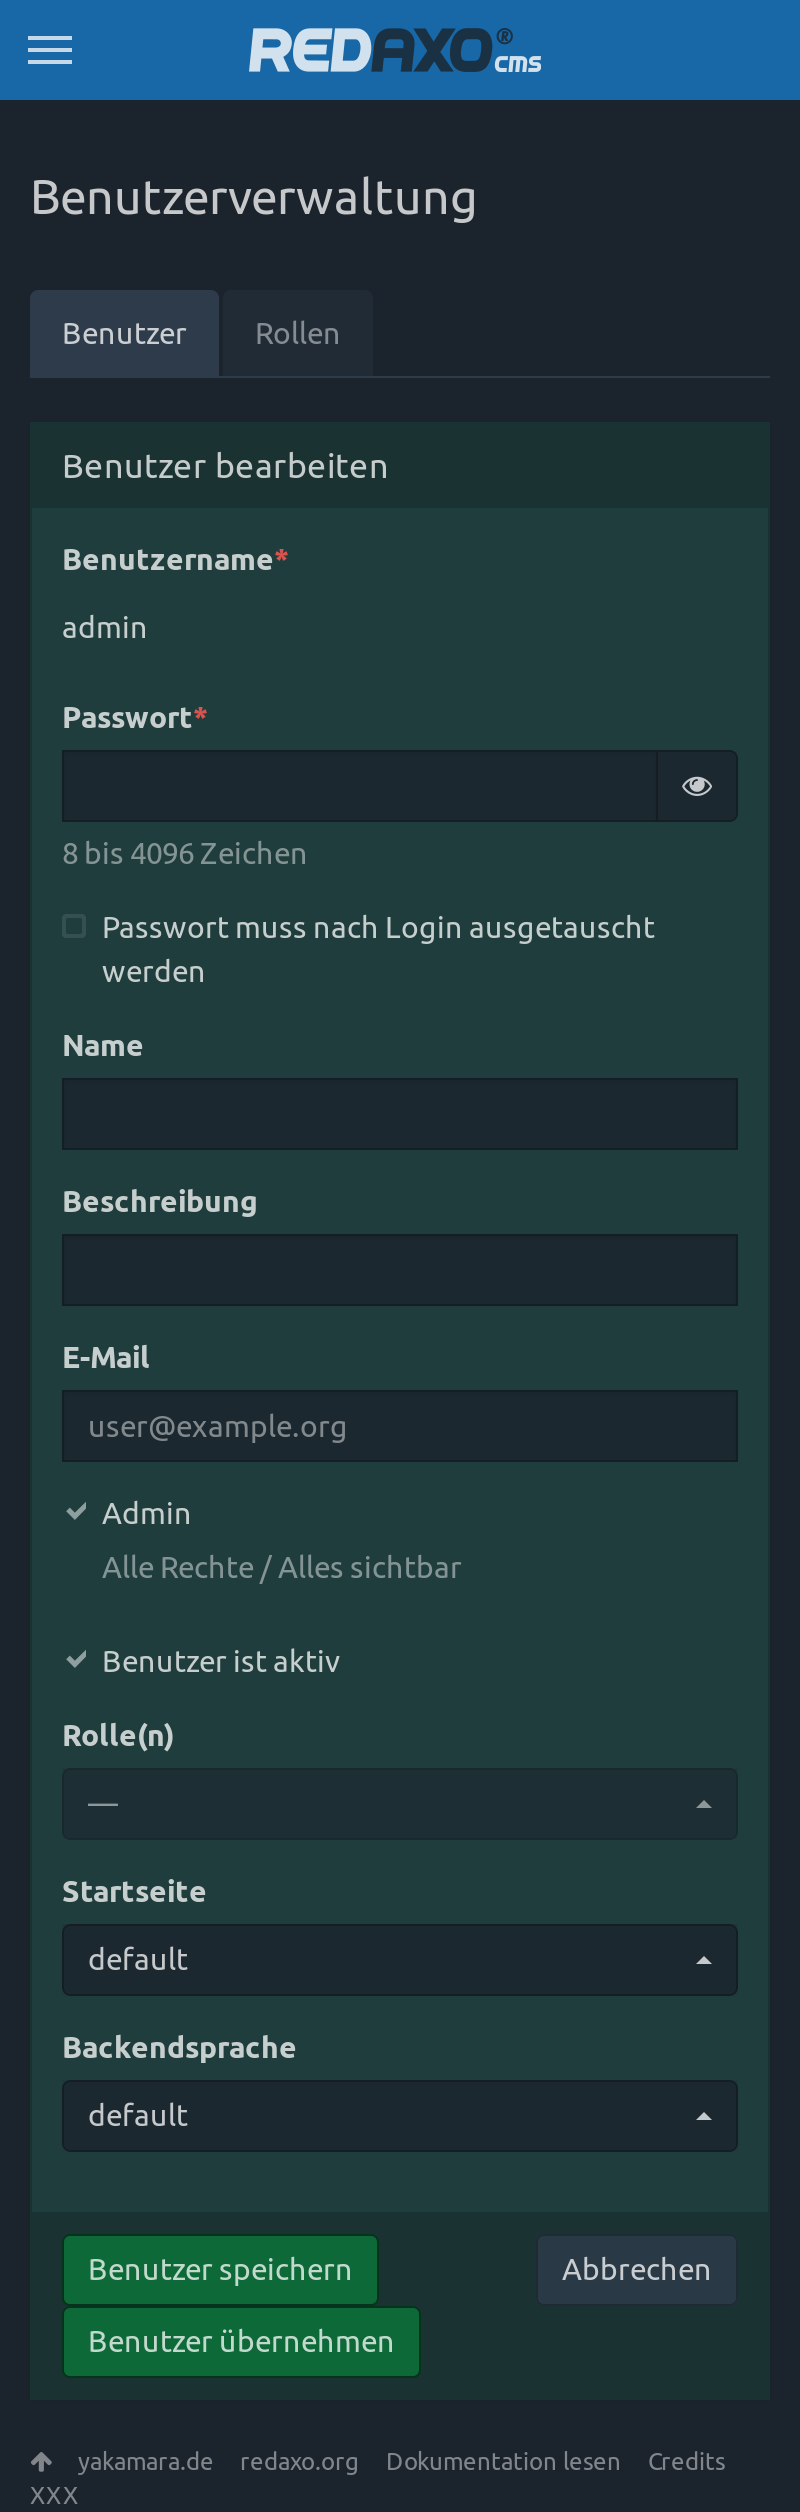 REDAXO® cms
Benutzerverwaltung
Benutzer Rollen
Benutzer bearbeiten
Benutzername*
admin
Passwort*
8 bis 4096 Zeichen
Passwort muss nach Login ausgetauscht
werden
Name
Beschreibung
E-Mail
user@example.org
Admin
Alle Rechte / Alles sichtbar
Benutzer ist aktiv
Rolle(n)
—
Startseite
default
Backendsprache
default
Benutzer speichern Abbrechen
Benutzer übernehmen
yakamara.de redaxo.org Dokumentation lesen Credits
XXX